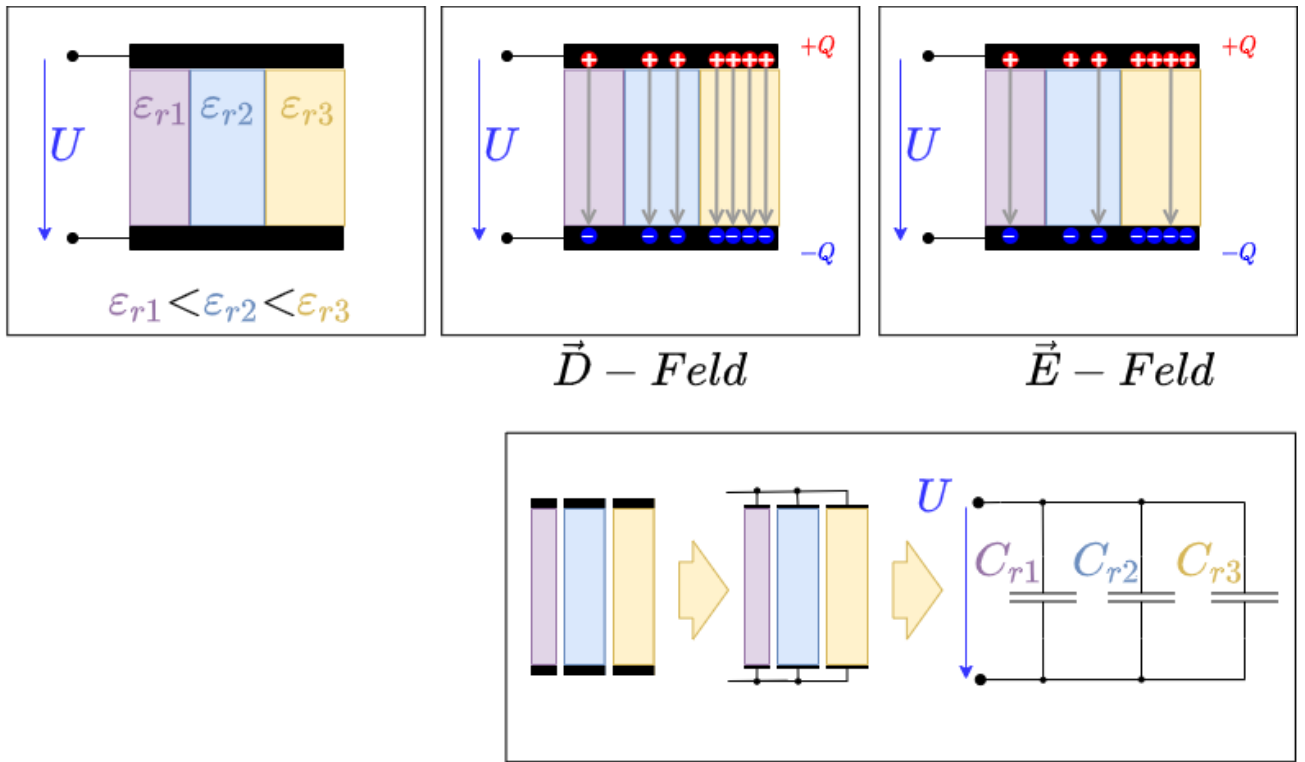 U
εr1 εr2 εr3
εr1<εr2<εr3
U
+Q
−Q
D⃗ − Feld
U
+Q
−Q
E⃗ − Feld
U
Cr1 Cr2 Cr3